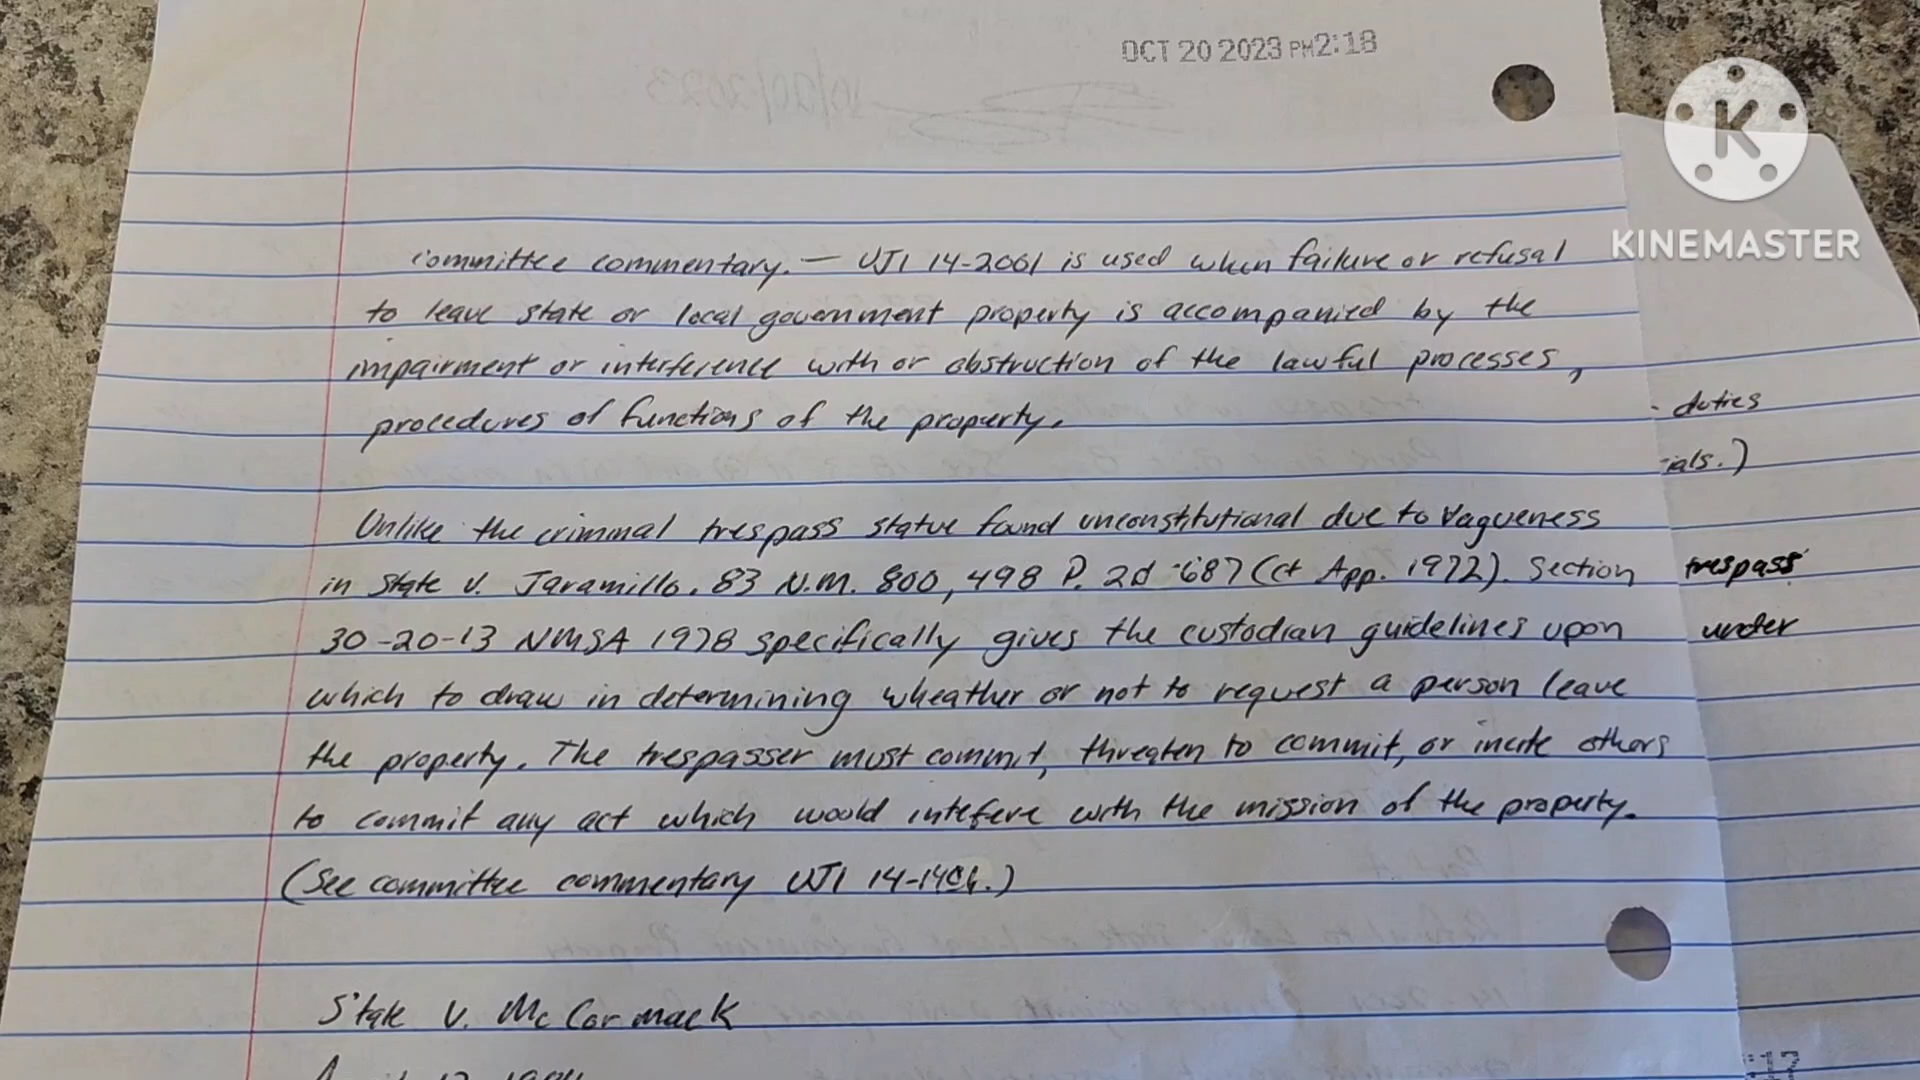 OCT 20 2023 PM 2:18
KINEMASTER
committee commentary. — UJI 14-2001 is used when failure or refusal
to leave state or local government property is accompanied by the
impairment or interference with or obstruction of the lawful processes,
procedures of functions of the property.
- duties
ials.)
Unlike the criminal trespass statue found unconstitutional due to Vagueness
in State v. Jaramillo. 83 N.M. 800, 498 P. 2d 687 (Ct App. 1972). Section
trespass
30-20-13 NMSA 1978 specifically gives the custodian guidelines upon
under
which to draw in determining wheather or not to request a person leave
the property. The trespasser must commit, threaten to commit, or incite others
to commit any act which would intefere with the mission of the property.
(See committee commentary UJI
State v. McCormack